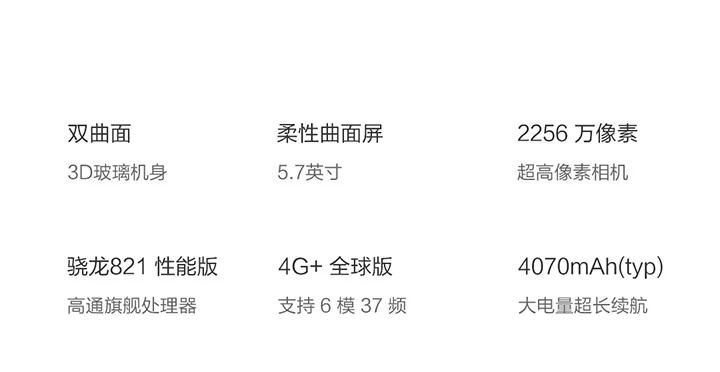 双曲面
3D玻璃机身
柔性曲面屏
5.7英寸
2256 万像素
超高像素相机
骁龙821 性能版
高通旗舰处理器
4G+ 全球版
支持 6 模 37 频
4070mAh(typ)
大电量超长续航